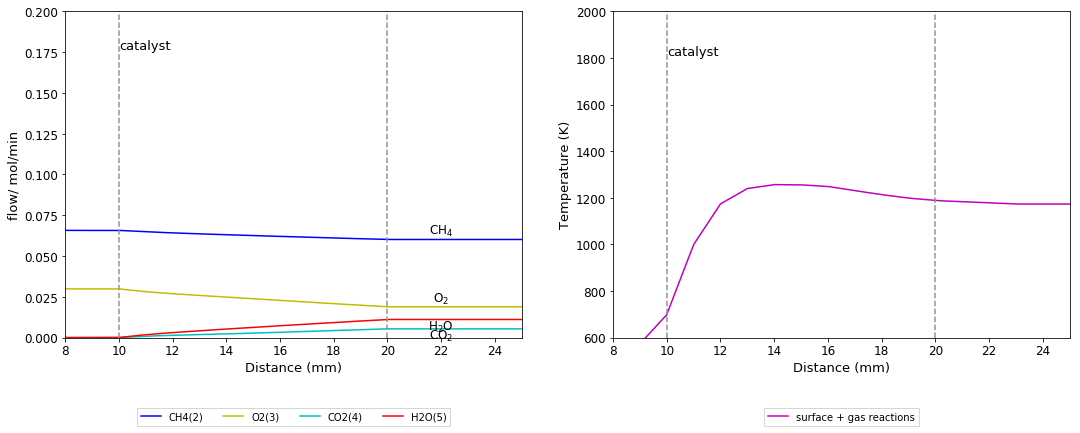 0.200
0.175
0.150
0.125
0.100
0.075
0.050
0.025
0.000
flow/ mol/min
catalyst
CH₄
O₂
H₂O
CO₂
8 10 12 14 16 18 20 22 24
Distance (mm)
CH4(2) O2(3) CO2(4) H2O(5)
2000
1800
1600
1400
1200
1000
800
600
Temperature (K)
catalyst
8 10 12 14 16 18 20 22 24
Distance (mm)
surface + gas reactions